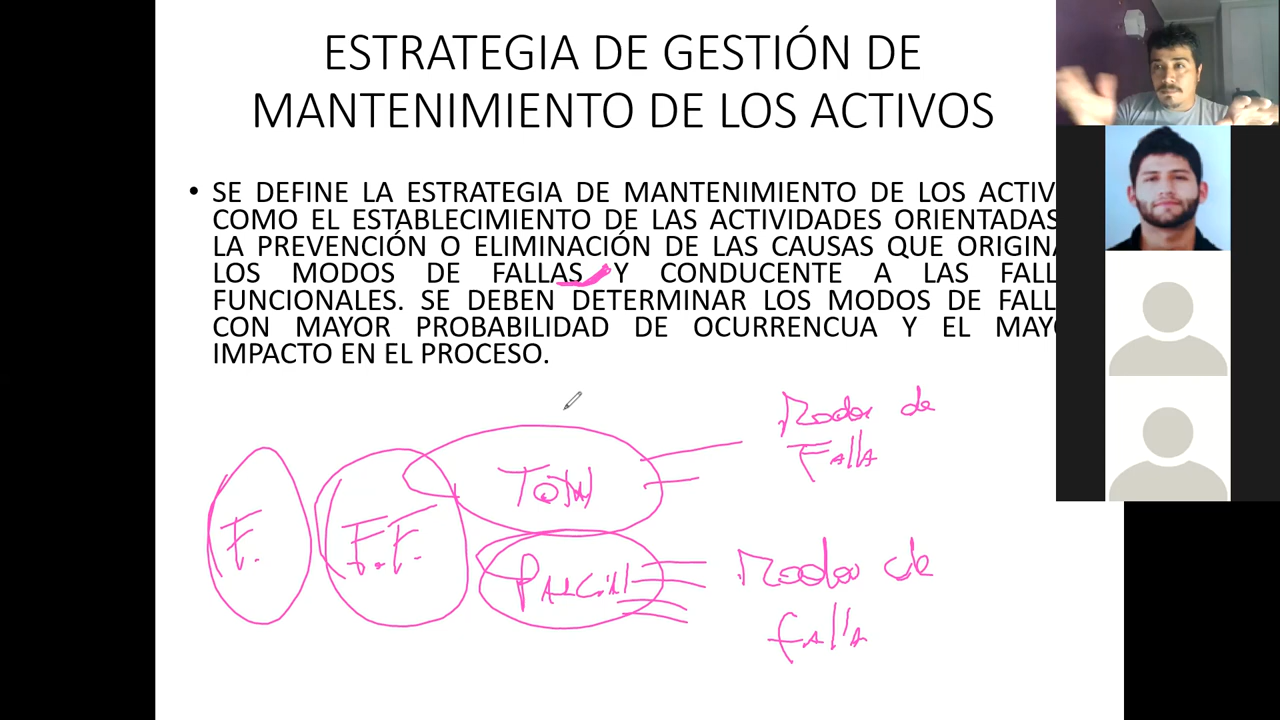 ESTRATEGIA DE GESTIÓN DE
MANTENIMIENTO DE LOS ACTIVOS
• SE DEFINE LA ESTRATEGIA DE MANTENIMIENTO DE LOS ACTIV
COMO EL ESTABLECIMIENTO DE LAS ACTIVIDADES ORIENTADAS
LA PREVENCIÓN O ELIMINACIÓN DE LAS CAUSAS QUE ORIGINA
LOS MODOS DE FALLAS Y CONDUCENTE A LAS FALL
FUNCIONALES. SE DEBEN DETERMINAR LOS MODOS DE FALL
CON MAYOR PROBABILIDAD DE OCURRENCUA Y EL MAYO
IMPACTO EN EL PROCESO.
Modos de
Falla
Total
F.
F.F.
Parcial
Modos de
falla